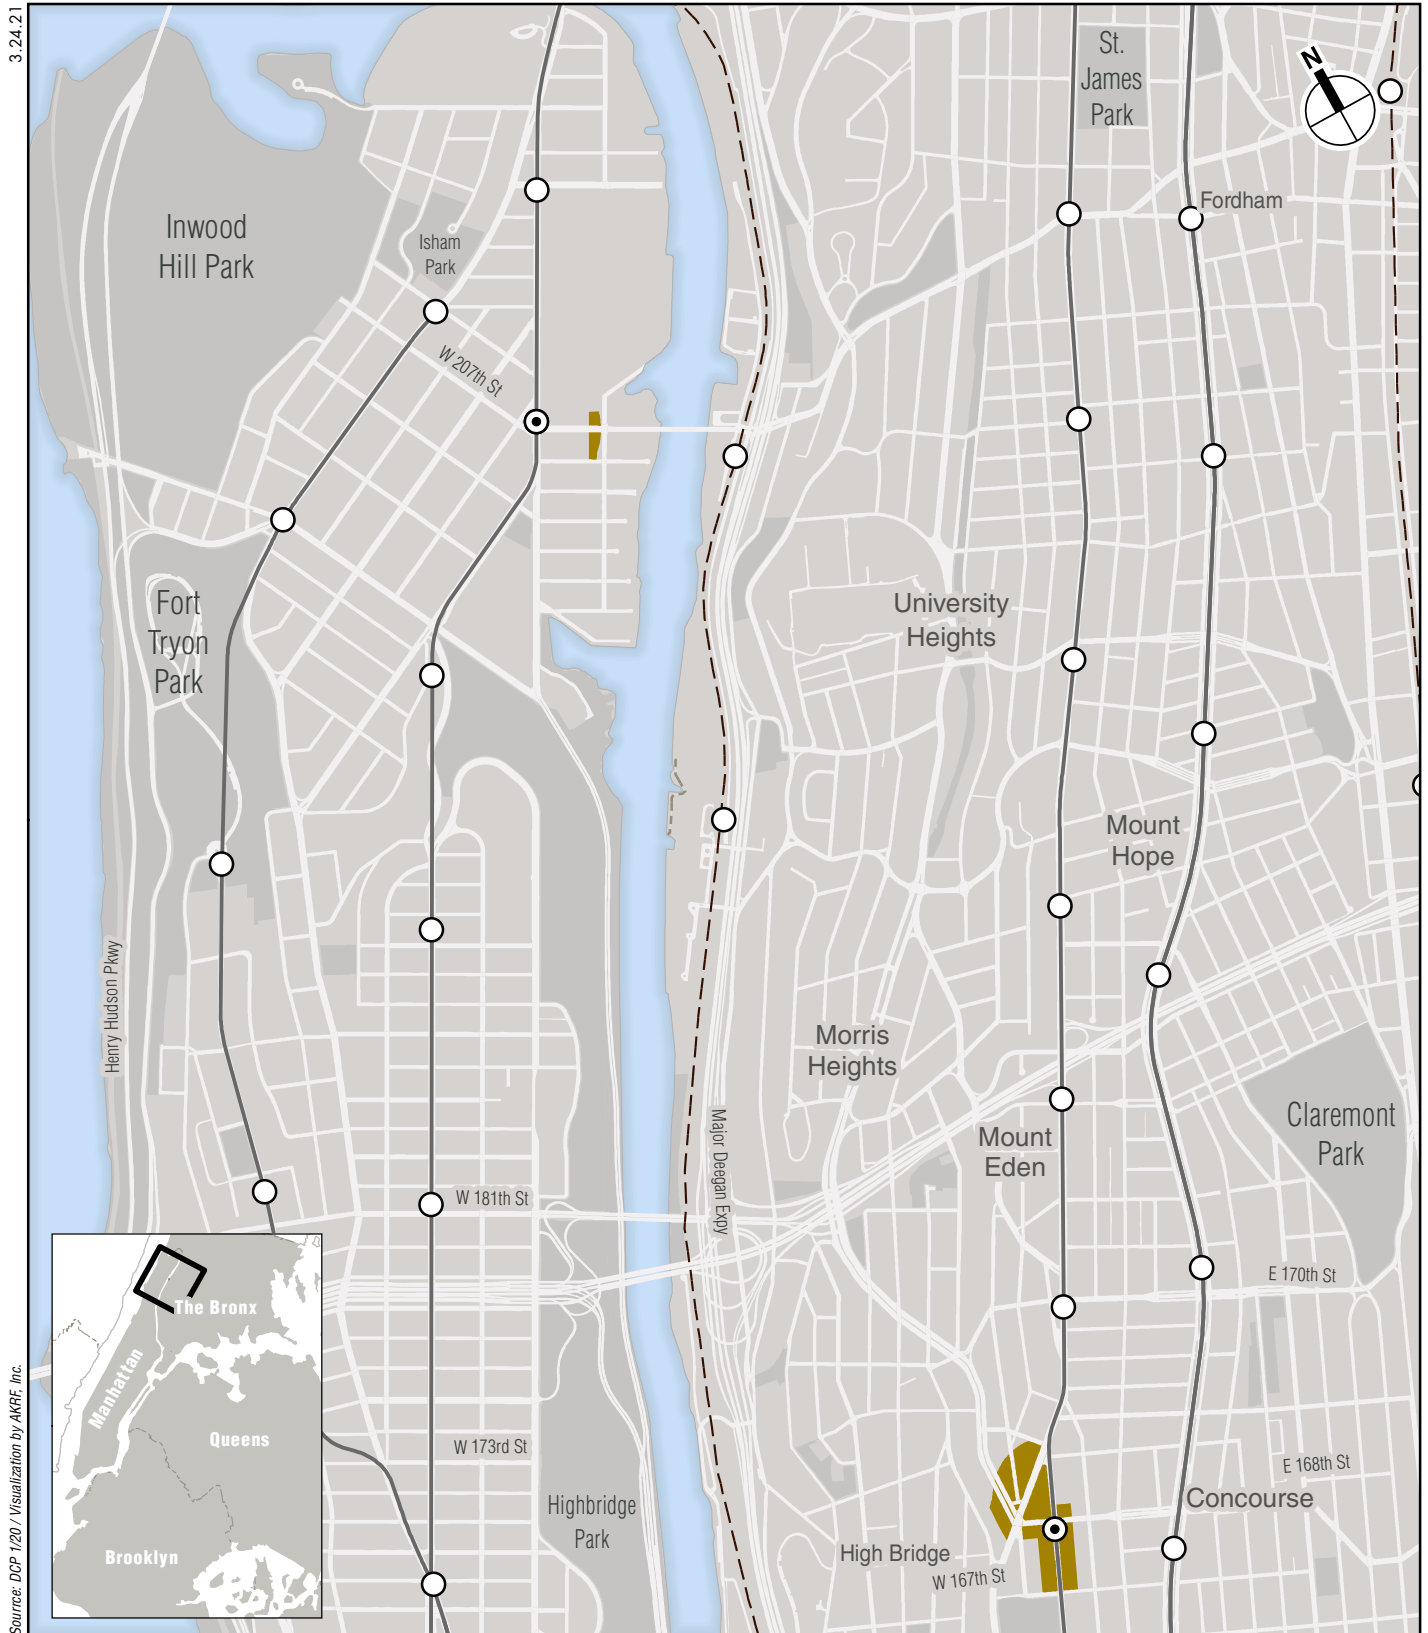 3.24.21
St.
James
Park
N
Fordham
Inwood
Hill Park
Isham
Park
W 207th St
Fort
Tryon
Park
University
Heights
Mount
Hope
Henry Hudson Pkwy
Morris
Heights
Major Deegan Expy
Claremont
Park
Mount
Eden
W 181th St
E 170th St
The Bronx
Manhattan
Queens
Brooklyn
W 173rd St
E 168th St
Concourse
Highbridge
Park
High Bridge
W 167th St
Sourrce: DCP 1/20 / Visualization by AKRF, Inc.